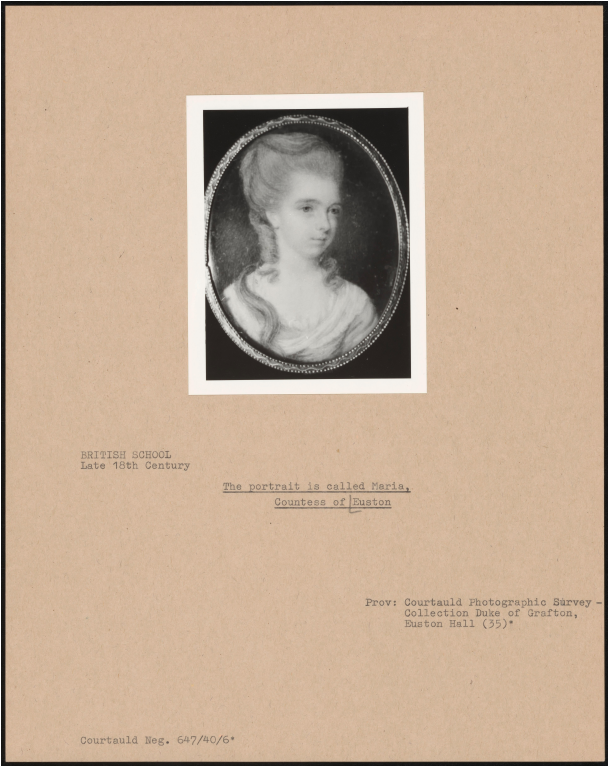 BRITISH SCHOOL
Late 18th Century
The portrait is called Maria,
Countess of Euston
Prov: Courtauld Photographic Survey -
Collection Duke of Grafton,
Euston Hall (35)*
Courtauld Neg. 647/40/6*